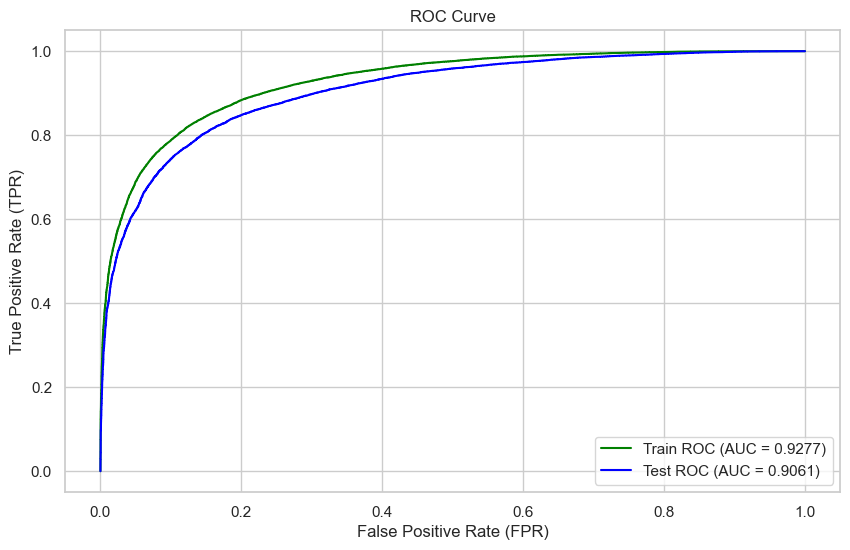 ROC Curve
1.0
0.8
0.6
0.4
0.2
0.0
True Positive Rate (TPR)
Train ROC (AUC = 0.9277)
Test ROC (AUC = 0.9061)
0.0 0.2 0.4 0.6 0.8 1.0
False Positive Rate (FPR)